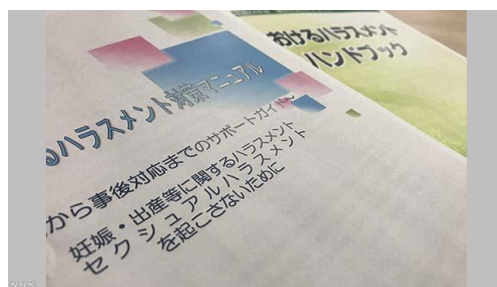 おけるハラスメント
ハンドブック
るハラスメント対策マニュアル
から事後対応までのサポートガイド
妊娠・出産等に関するハラスメント
セクシュアルハラスメント
を起こさないために
NHK